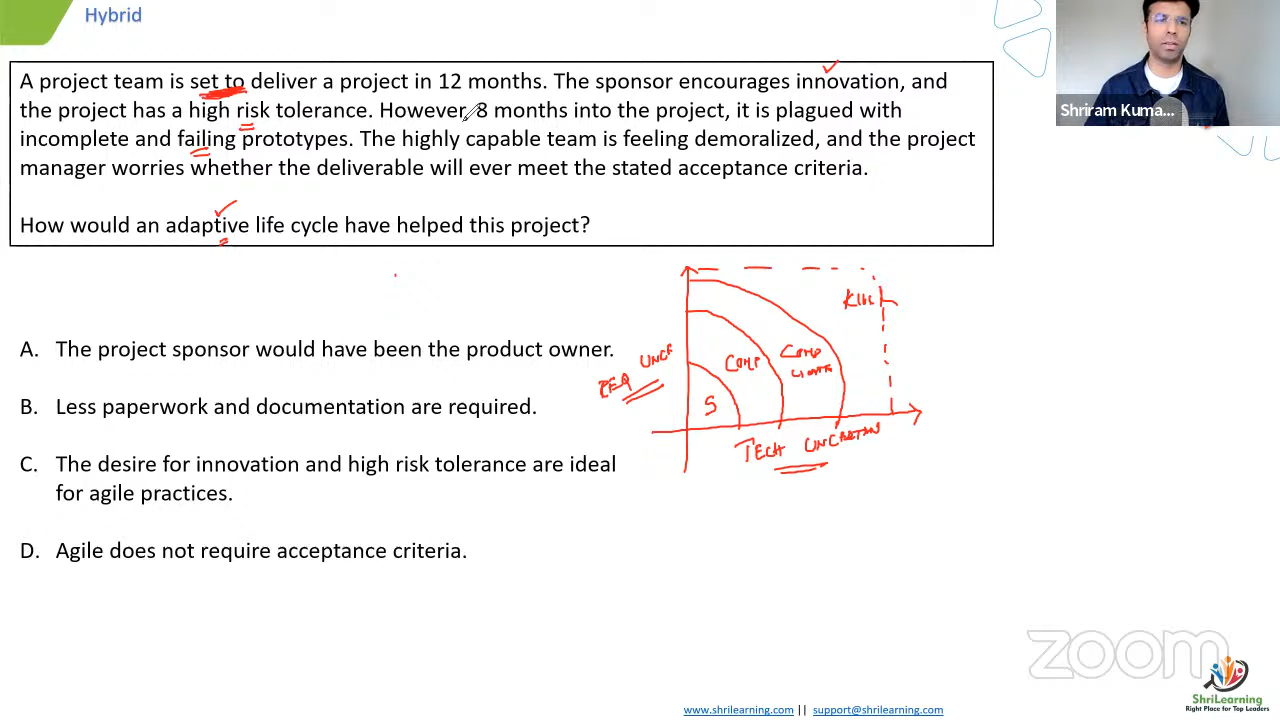 Hybrid
A project team is set to deliver a project in 12 months. The sponsor encourages innovation, and
the project has a high risk tolerance. However, 8 months into the project, it is plagued with
incomplete and failing prototypes. The highly capable team is feeling demoralized, and the project
manager worries whether the deliverable will ever meet the stated acceptance criteria.
How would an adaptive life cycle have helped this project?
Shriram Kuma...
A. The project sponsor would have been the product owner.
B. Less paperwork and documentation are required.
C. The desire for innovation and high risk tolerance are ideal
for agile practices.
D. Agile does not require acceptance criteria.
REQ
S
COMP
COMP
TECH
zoom
ShriLearning
Right Place for Top Leaders
www.shrilearning.com || support@shrilearning.com